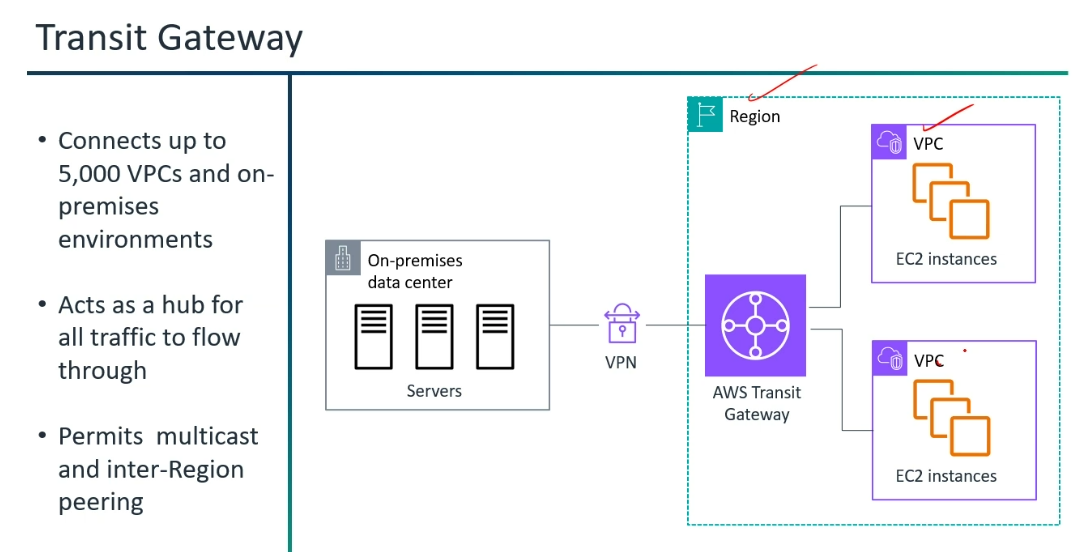 Transit Gateway
• Connects up to
5,000 VPCs and on-
premises
environments
• Acts as a hub for
all traffic to flow
through
• Permits multicast
and inter-Region
peering
On-premises
data center
Servers
VPN
Region
AWS Transit
Gateway
VPC
EC2 instances
VPC
EC2 instances